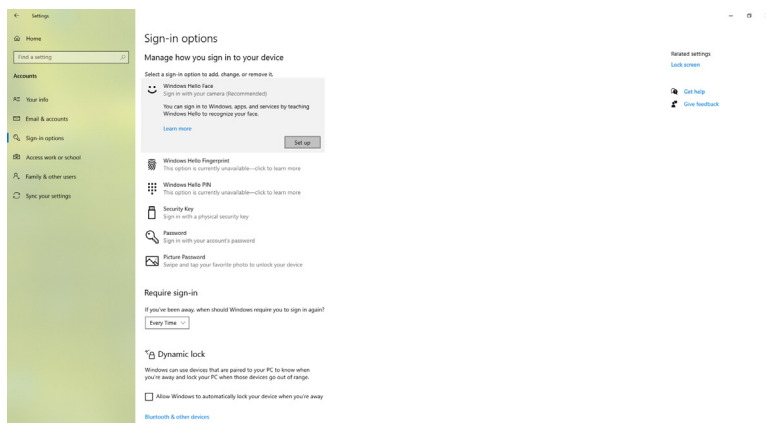 Settings
Home
Find a setting
Accounts
Your info
Email & accounts
Sign-in options
Access work or school
Family & other users
Sync your settings
Sign-in options
Manage how you sign in to your device
Select a sign-in option to add, change, or remove it.
Windows Hello Face
Sign in with your camera (Recommended)
You can sign in to Windows, apps, and services by teaching
Windows Hello to recognize your face.
Learn more
Set up
Windows Hello Fingerprint
This option is currently unavailable—click to learn more
Windows Hello PIN
This option is currently unavailable—click to learn more
Security Key
Sign in with a physical security key
Password
Sign in with your account's password
Picture Password
Swipe and tap your favorite photo to unlock your device
Require sign-in
If you've been away, when should Windows require you to sign in again?
Every Time
Dynamic lock
Windows can use devices that are paired to your PC to know when
you're away and lock your PC when those devices go out of range.
Allow Windows to automatically lock your device when you're away
Bluetooth & other devices
Related settings
Lock screen
Get help
Give feedback